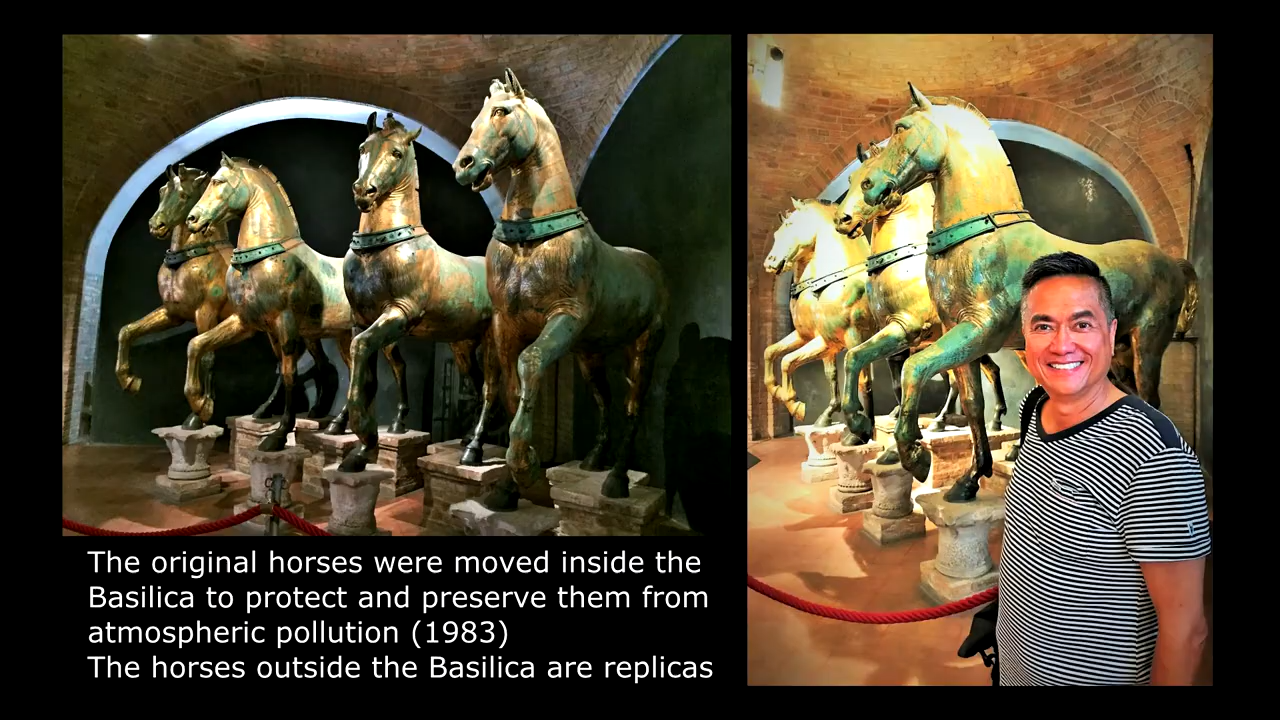 The original horses were moved inside the
Basilica to protect and preserve them from
atmospheric pollution (1983)
The horses outside the Basilica are replicas